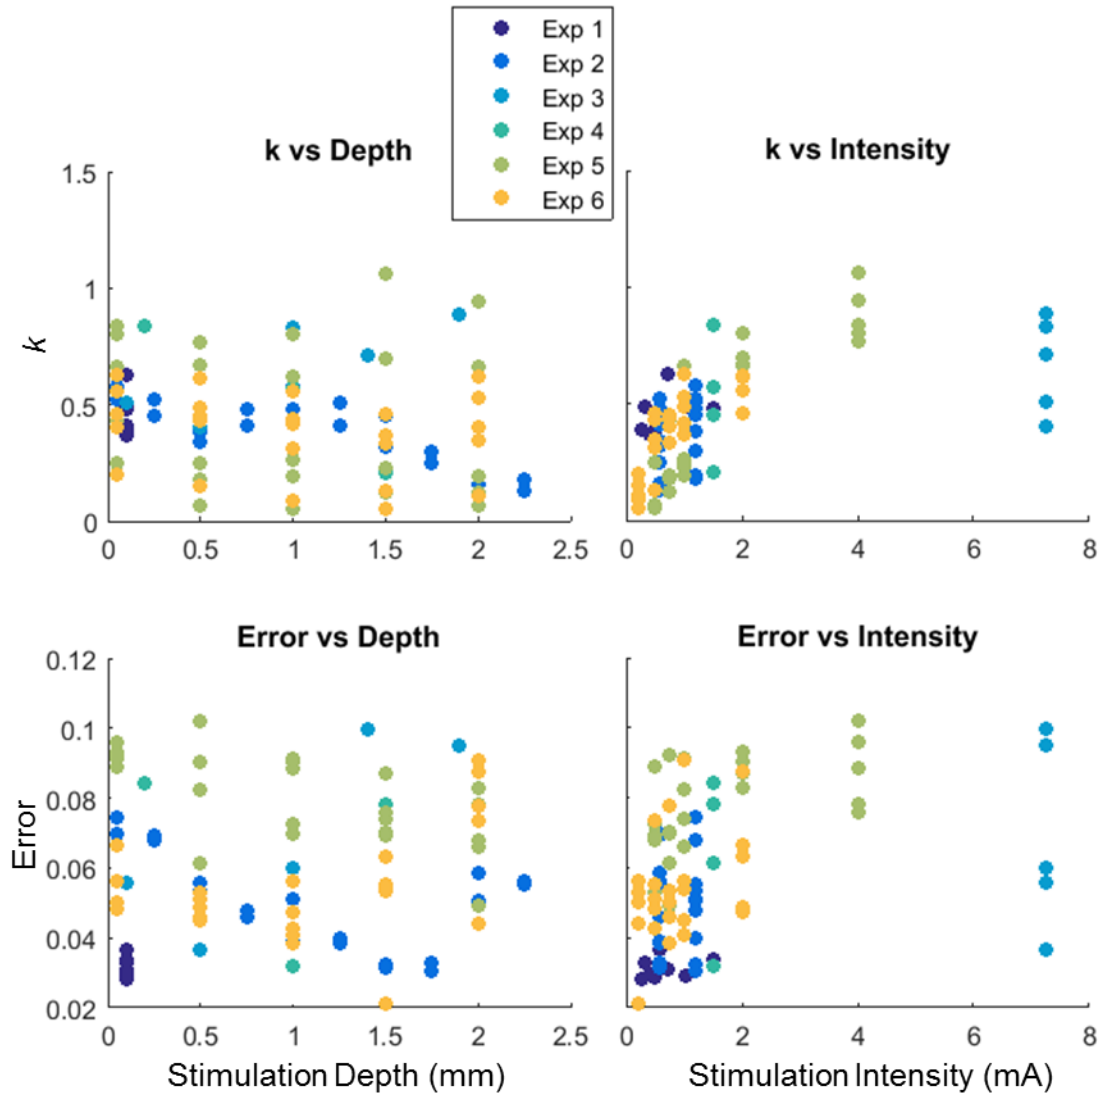 Exp 1
Exp 2
Exp 3
Exp 4
Exp 5
Exp 6
k vs Depth
k vs Intensity
1.5
1
0.5
0
k
0 0.5 1 1.5 2 2.5
0 2 4 6 8
Error vs Depth
Error vs Intensity
0.12
0.1
0.08
0.06
0.04
0.02
Error
0 0.5 1 1.5 2 2.5
0 2 4 6 8
Stimulation Depth (mm)
Stimulation Intensity (mA)